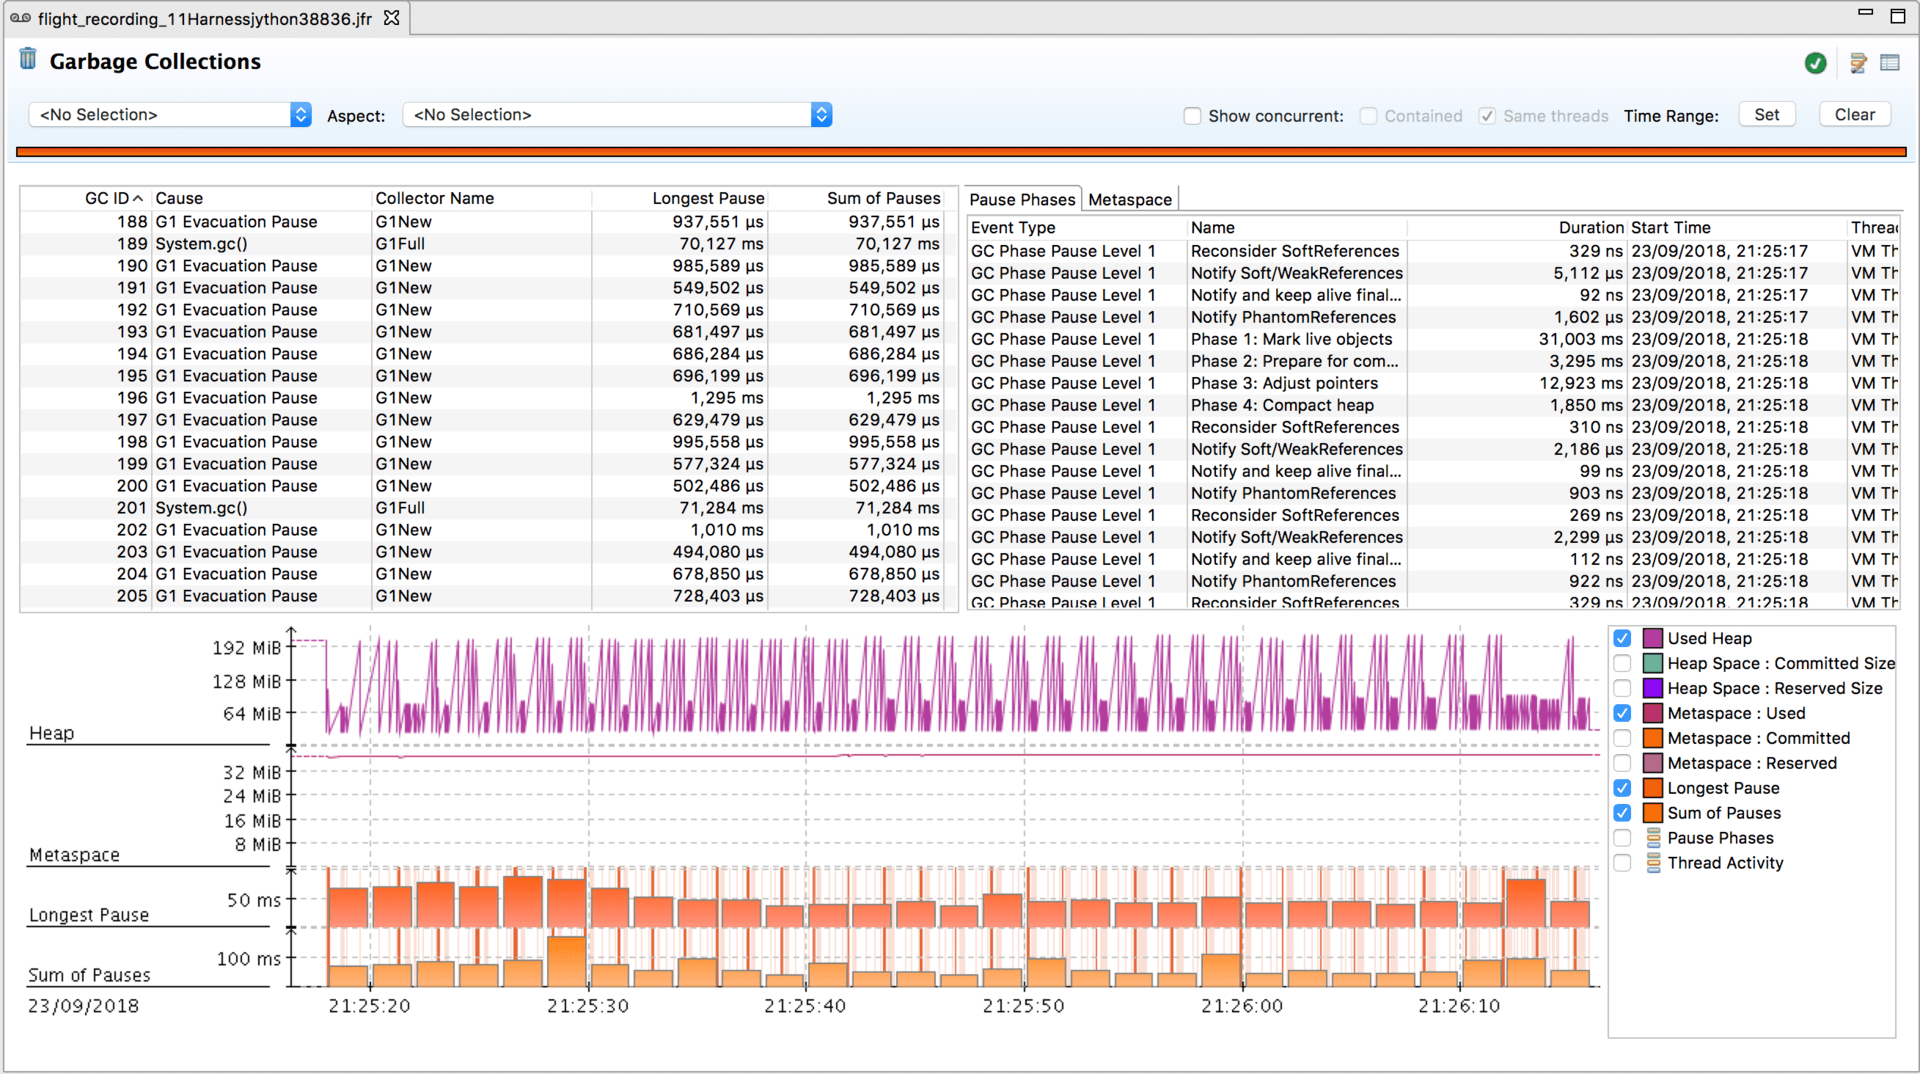 flight_recording_11Harnessjython38836.jfr
Garbage Collections
<No Selection> Aspect: <No Selection> Show concurrent: Contained Same threads Time Range: Set Clear
GC ID Cause Collector Name Longest Pause Sum of Pauses
188 G1 Evacuation Pause G1New 937,551 µs 937,551 µs
189 System.gc() G1Full 70,127 ms 70,127 ms
190 G1 Evacuation Pause G1New 985,589 µs 985,589 µs
191 G1 Evacuation Pause G1New 549,502 µs 549,502 µs
192 G1 Evacuation Pause G1New 710,569 µs 710,569 µs
193 G1 Evacuation Pause G1New 681,497 µs 681,497 µs
194 G1 Evacuation Pause G1New 686,284 µs 686,284 µs
195 G1 Evacuation Pause G1New 696,199 µs 696,199 µs
196 G1 Evacuation Pause G1New 1,295 ms 1,295 ms
197 G1 Evacuation Pause G1New 629,479 µs 629,479 µs
198 G1 Evacuation Pause G1New 995,558 µs 995,558 µs
199 G1 Evacuation Pause G1New 577,324 µs 577,324 µs
200 G1 Evacuation Pause G1New 502,486 µs 502,486 µs
201 System.gc() G1Full 71,284 ms 71,284 ms
202 G1 Evacuation Pause G1New 1,010 ms 1,010 ms
203 G1 Evacuation Pause G1New 494,080 µs 494,080 µs
204 G1 Evacuation Pause G1New 678,850 µs 678,850 µs
205 G1 Evacuation Pause G1New 728,403 µs 728,403 µs
Pause Phases Metaspace
Event Type Name Duration Start Time Threa
GC Phase Pause Level 1 Reconsider SoftReferences 329 ns 23/09/2018, 21:25:17 VM Th
GC Phase Pause Level 1 Notify Soft/WeakReferences 5,112 µs 23/09/2018, 21:25:17 VM Th
GC Phase Pause Level 1 Notify and keep alive final... 92 ns 23/09/2018, 21:25:17 VM Th
GC Phase Pause Level 1 Notify PhantomReferences 1,602 µs 23/09/2018, 21:25:17 VM Th
GC Phase Pause Level 1 Phase 1: Mark live objects 31,003 ms 23/09/2018, 21:25:18 VM Th
GC Phase Pause Level 1 Phase 2: Prepare for com... 3,295 ms 23/09/2018, 21:25:18 VM Th
GC Phase Pause Level 1 Phase 3: Adjust pointers 12,923 ms 23/09/2018, 21:25:18 VM Th
GC Phase Pause Level 1 Phase 4: Compact heap 1,850 ms 23/09/2018, 21:25:18 VM Th
GC Phase Pause Level 1 Reconsider SoftReferences 310 ns 23/09/2018, 21:25:18 VM Th
GC Phase Pause Level 1 Notify Soft/WeakReferences 2,186 µs 23/09/2018, 21:25:18 VM Th
GC Phase Pause Level 1 Notify and keep alive final... 99 ns 23/09/2018, 21:25:18 VM Th
GC Phase Pause Level 1 Notify PhantomReferences 903 ns 23/09/2018, 21:25:18 VM Th
GC Phase Pause Level 1 Reconsider SoftReferences 269 ns 23/09/2018, 21:25:18 VM Th
GC Phase Pause Level 1 Notify Soft/WeakReferences 2,299 µs 23/09/2018, 21:25:18 VM Th
GC Phase Pause Level 1 Notify and keep alive final... 112 ns 23/09/2018, 21:25:18 VM Th
GC Phase Pause Level 1 Notify PhantomReferences 922 ns 23/09/2018, 21:25:18 VM Th
GC Phase Pause Level 1 Reconsider SoftReferences 329 ns 23/09/2018, 21:25:18 VM Th
192 MiB
128 MiB
64 MiB
Heap
32 MiB
24 MiB
16 MiB
8 MiB
Metaspace
50 ms
Longest Pause
100 ms
Sum of Pauses
23/09/2018 21:25:20 21:25:30 21:25:40 21:25:50 21:26:00 21:26:10
Used Heap
Heap Space : Committed Size
Heap Space : Reserved Size
Metaspace : Used
Metaspace : Committed
Metaspace : Reserved
Longest Pause
Sum of Pauses
Pause Phases
Thread Activity